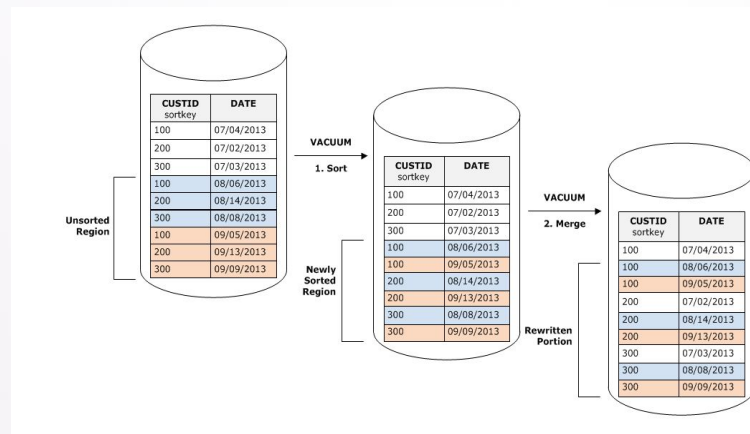 CUSTID DATE
sortkey
100 07/04/2013
200 07/02/2013
300 07/03/2013
100 08/06/2013
200 08/14/2013
300 08/08/2013
100 09/05/2013
200 09/13/2013
300 09/09/2013
Unsorted
Region
VACUUM
1. Sort
CUSTID DATE
sortkey
100 07/04/2013
200 07/02/2013
300 07/03/2013
100 08/06/2013
100 09/05/2013
200 08/14/2013
200 09/13/2013
300 08/08/2013
300 09/09/2013
Newly
Sorted
Region
VACUUM
2. Merge
CUSTID DATE
sortkey
100 07/04/2013
100 08/06/2013
100 09/05/2013
200 07/02/2013
200 08/14/2013
200 09/13/2013
300 07/03/2013
300 08/08/2013
300 09/09/2013
Rewritten
Portion